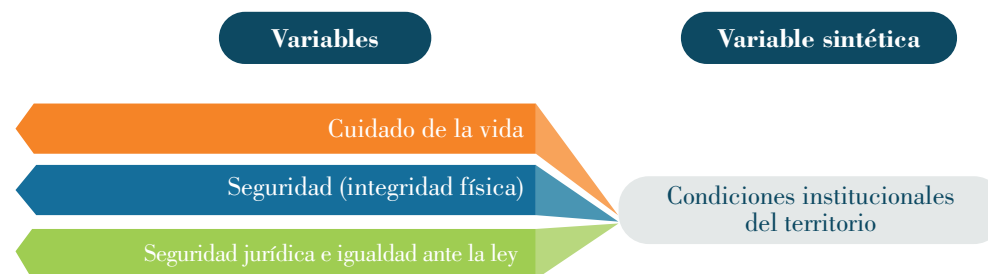 Variables
Variable sintética
Cuidado de la vida
Seguridad (integridad física)
Condiciones institucionales
del territorio
Seguridad jurídica e igualdad ante la ley